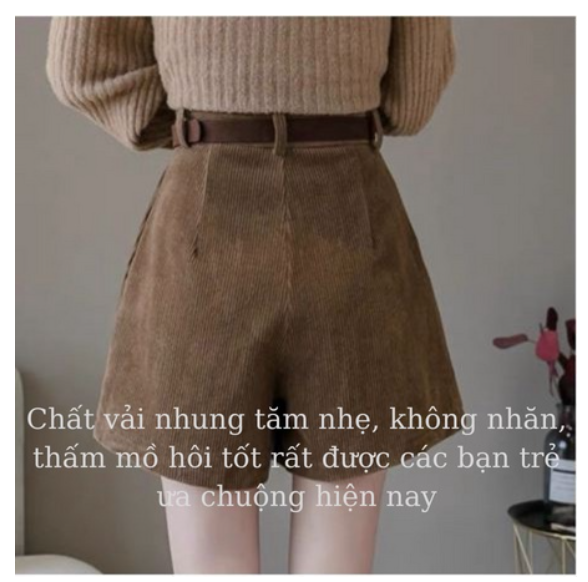 Chất vải nhung tăm nhẹ, không nhăn,
thấm mồ hôi tốt rất được các bạn trẻ
ưa chuộng hiện nay